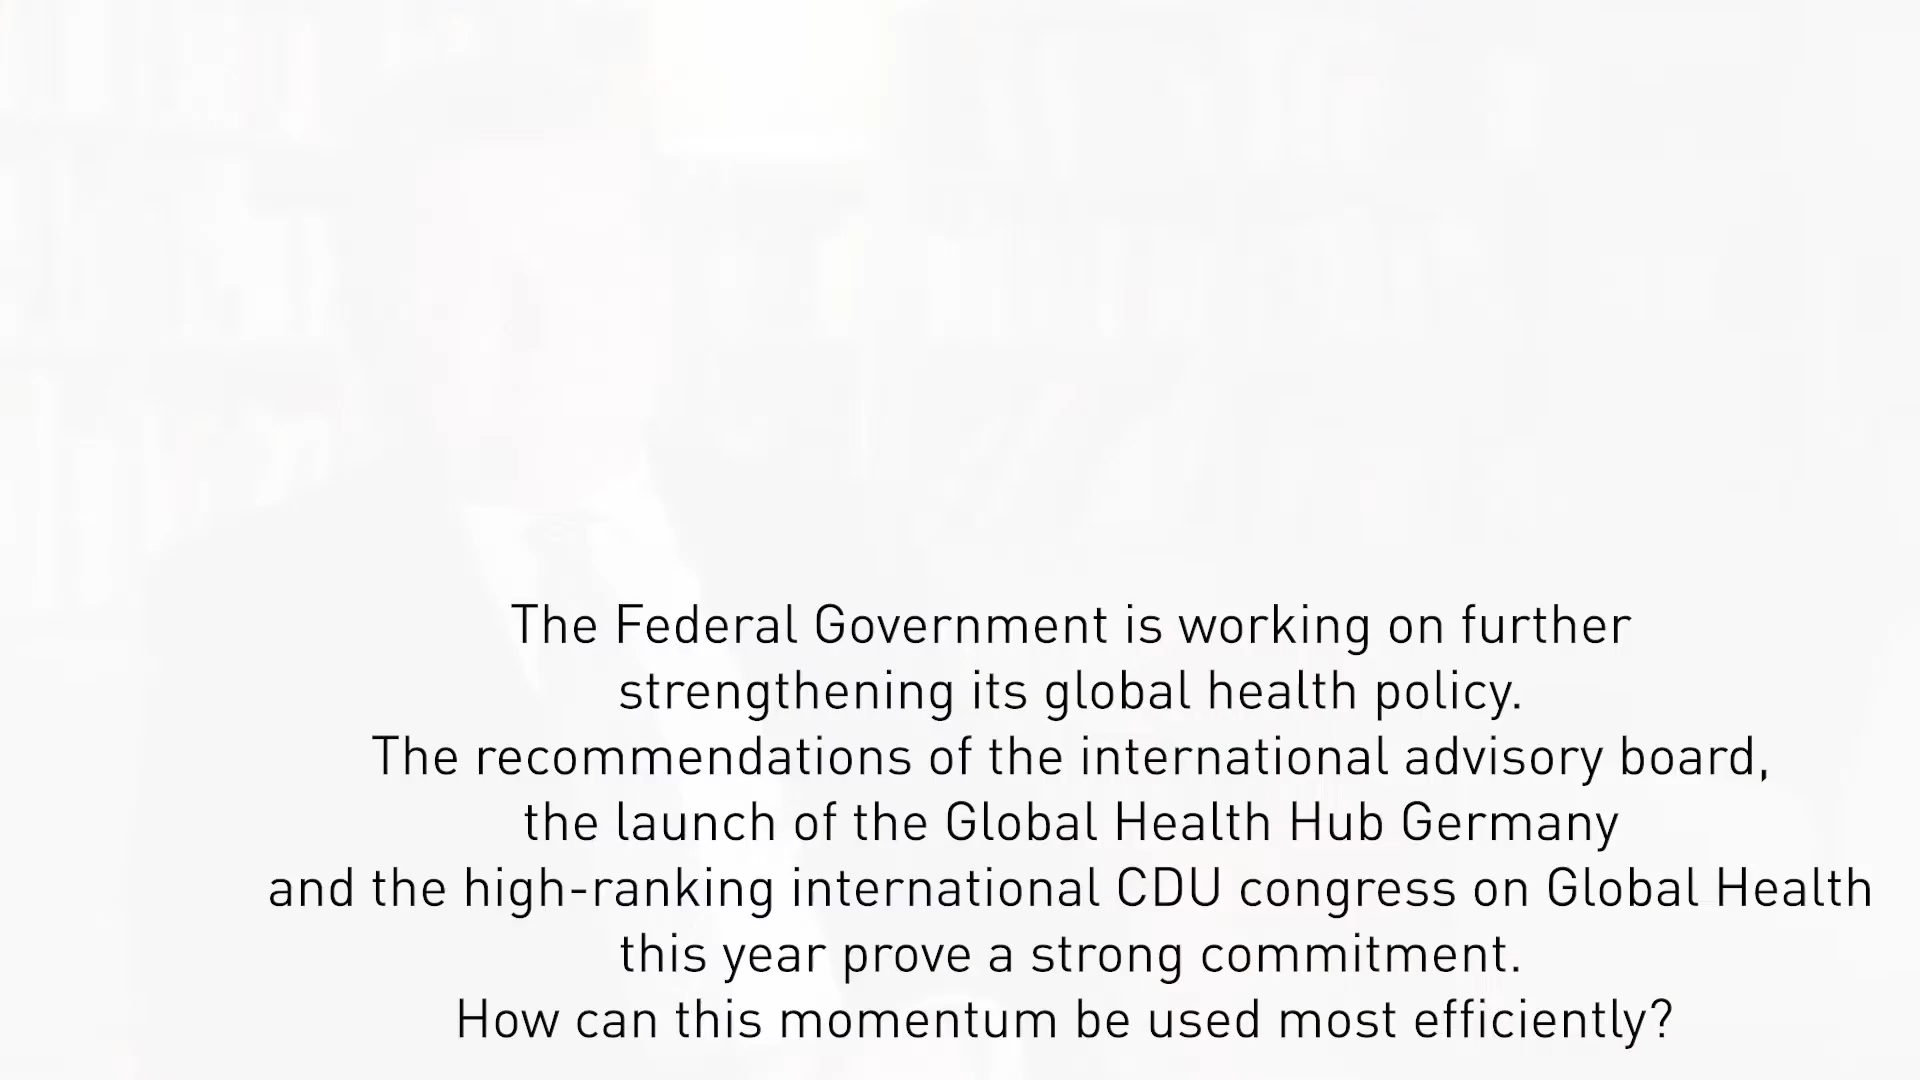 The Federal Government is working on further
strengthening its global health policy.
The recommendations of the international advisory board,
the launch of the Global Health Hub Germany
and the high-ranking international CDU congress on Global Health
this year prove a strong commitment.
How can this momentum be used most efficiently?